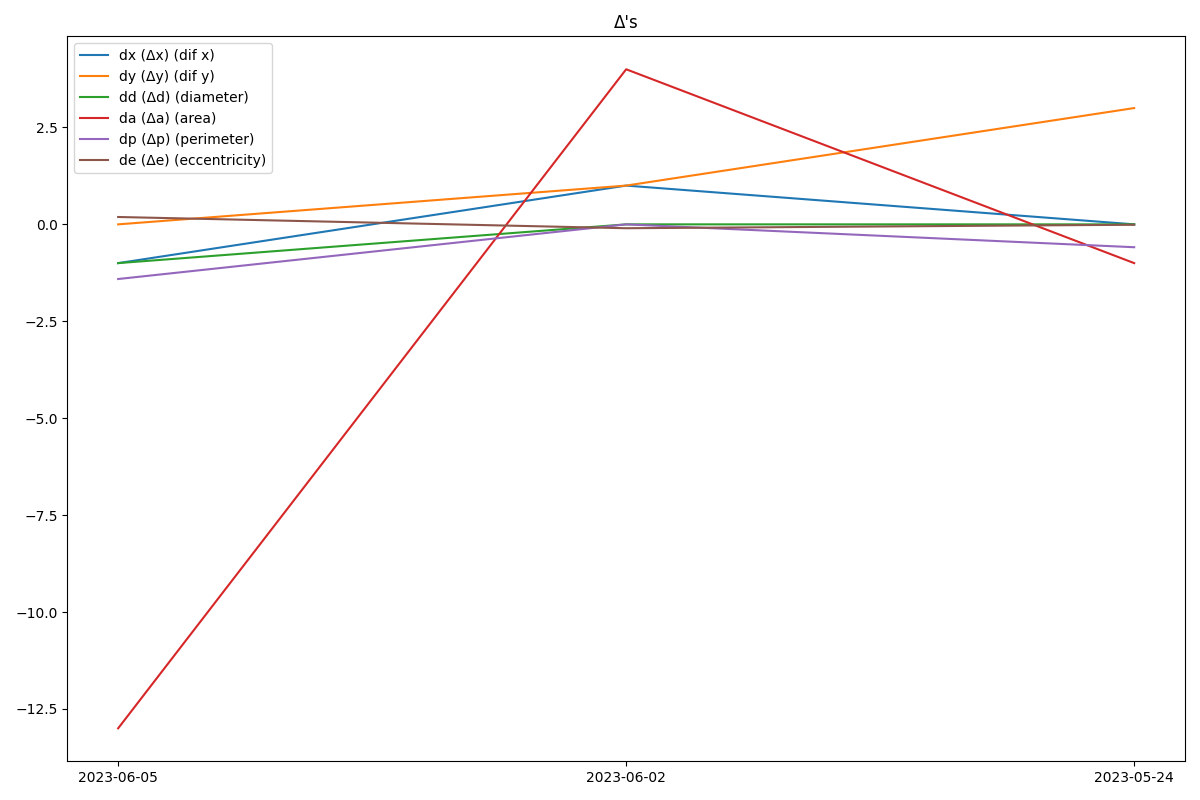 Δ's
dx (Δx) (dif x)
dy (Δy) (dif y)
dd (Δd) (diameter)
da (Δa) (area)
dp (Δp) (perimeter)
de (Δe) (eccentricity)
2.5
0.0
−2.5
−5.0
−7.5
−10.0
−12.5
2023-06-05 2023-06-02 2023-05-24